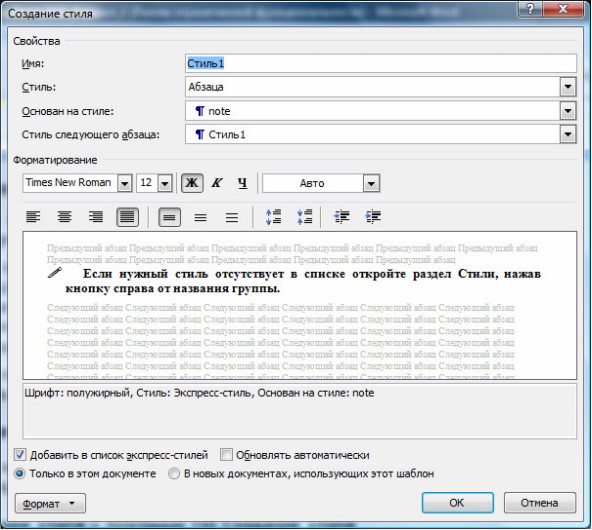 Создание стиля
Свойства
Имя: Стиль1
Стиль: Абзаца
Основан на стиле: ¶ note
Стиль следующего абзаца: ¶ Стиль1
Форматирование
Times New Roman 12 Ж К Ч Авто
Предыдущий абзац Предыдущий абзац Предыдущий абзац Предыдущий абзац Предыдущий абзац Предыдущий
абзац Предыдущий абзац Предыдущий абзац Предыдущий абзац Предыдущий абзац
Если нужный стиль отсутствует в списке откройте раздел Стили, нажав
кнопку справа от названия группы.
Следующий абзац Следующий абзац Следующий абзац Следующий абзац Следующий абзац Следующий абзац
Следующий абзац Следующий абзац Следующий абзац Следующий абзац Следующий абзац Следующий абзац
Следующий абзац Следующий абзац Следующий абзац Следующий абзац Следующий абзац Следующий абзац
Следующий абзац Следующий абзац Следующий абзац Следующий абзац Следующий абзац Следующий абзац
Следующий абзац Следующий абзац Следующий абзац Следующий абзац Следующий абзац Следующий абзац
Следующий абзац Следующий абзац Следующий абзац Следующий абзац Следующий абзац Следующий абзац
Шрифт: полужирный, Стиль: Экспресс-стиль, Основан на стиле: note
Добавить в список экспресс-стилей Обновлять автоматически
Только в этом документе В новых документах, использующих этот шаблон
Формат ОК Отмена